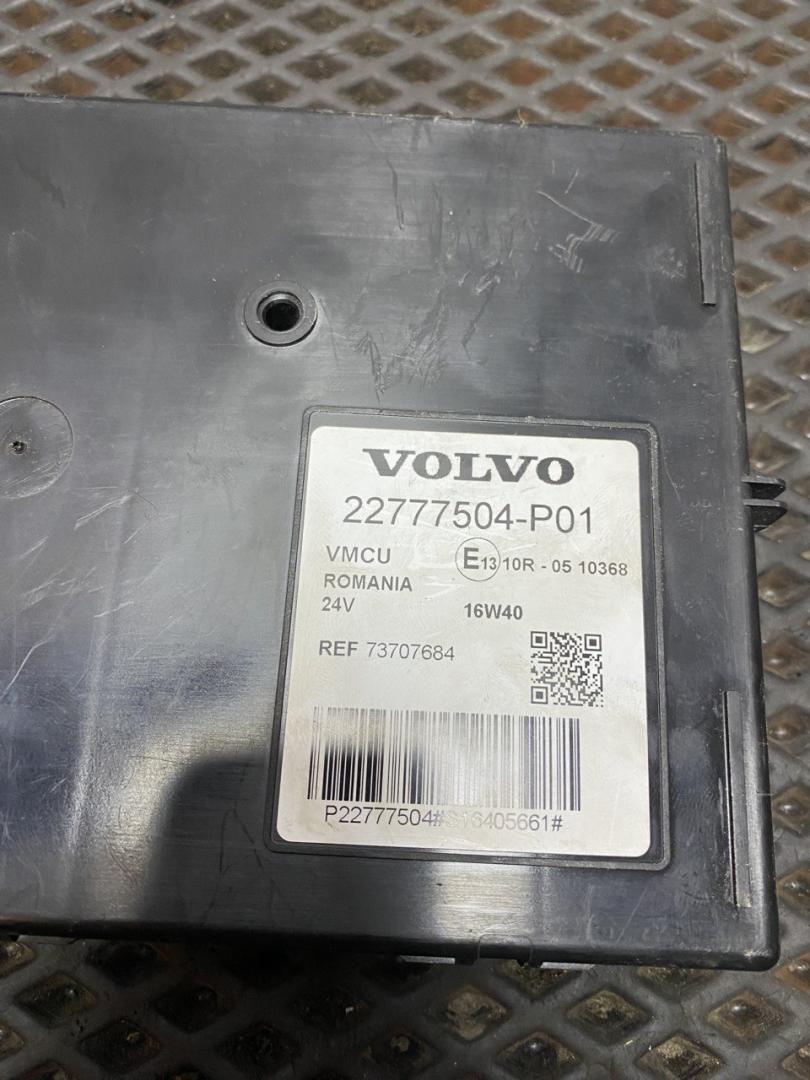 VOLVO
22777504-P01
VMCU E13 10R - 05 10368
ROMANIA
24V 16W40
REF 73707684
P22777504#S16405661#